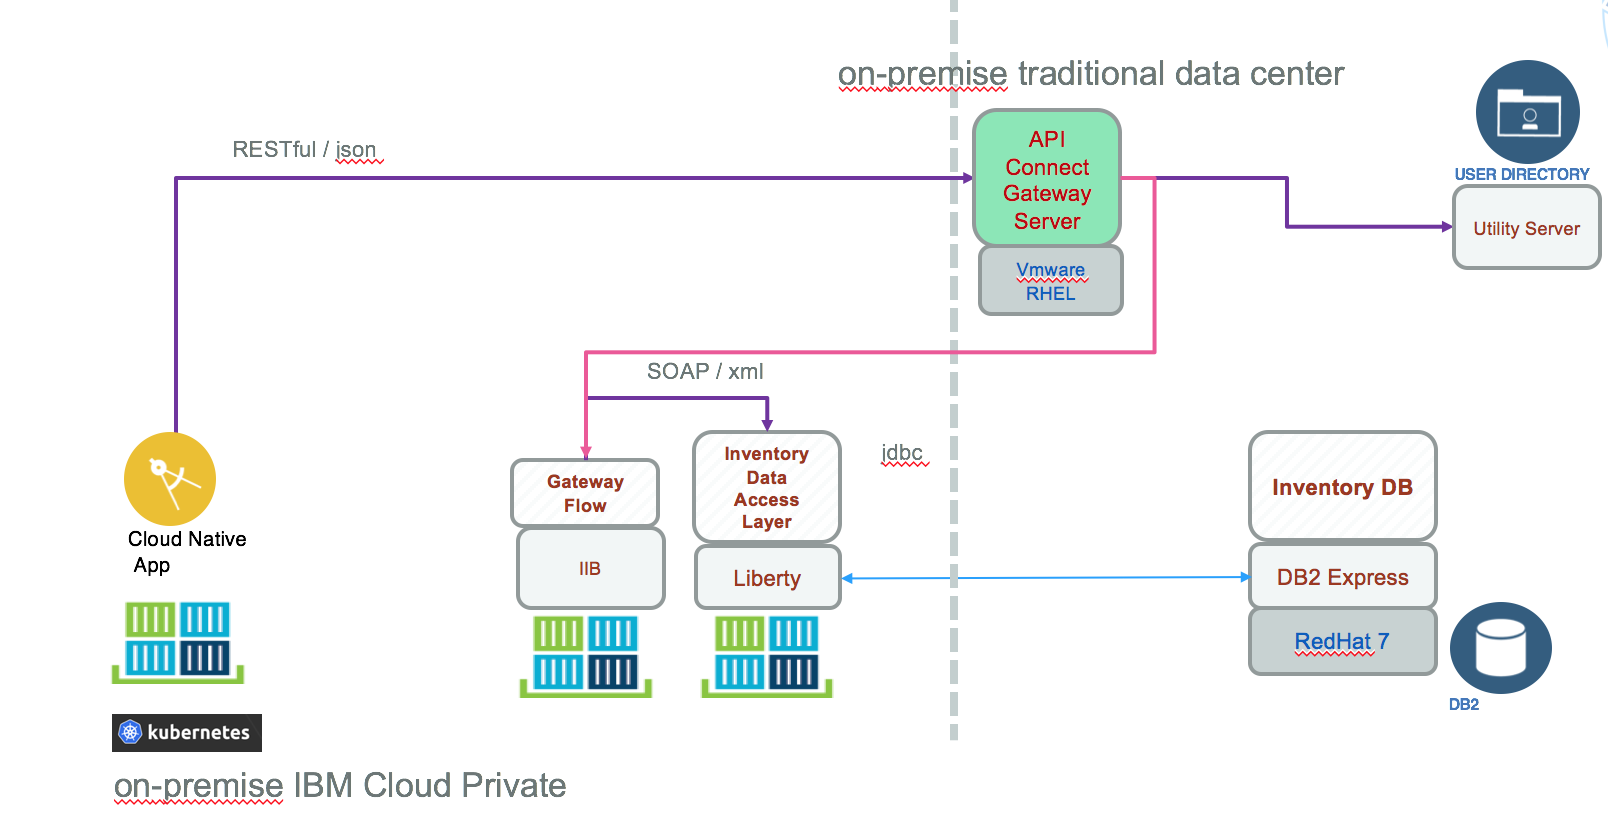 on-premise traditional data center
RESTful / json
API
Connect
Gateway
Server
Vmware
RHEL
USER DIRECTORY
Utility Server
SOAP / xml
Gateway
Flow
IIB
Inventory
Data
Access
Layer
Liberty
jdbc
Inventory DB
DB2 Express
RedHat 7
DB2
Cloud Native
App
kubernetes
on-premise IBM Cloud Private